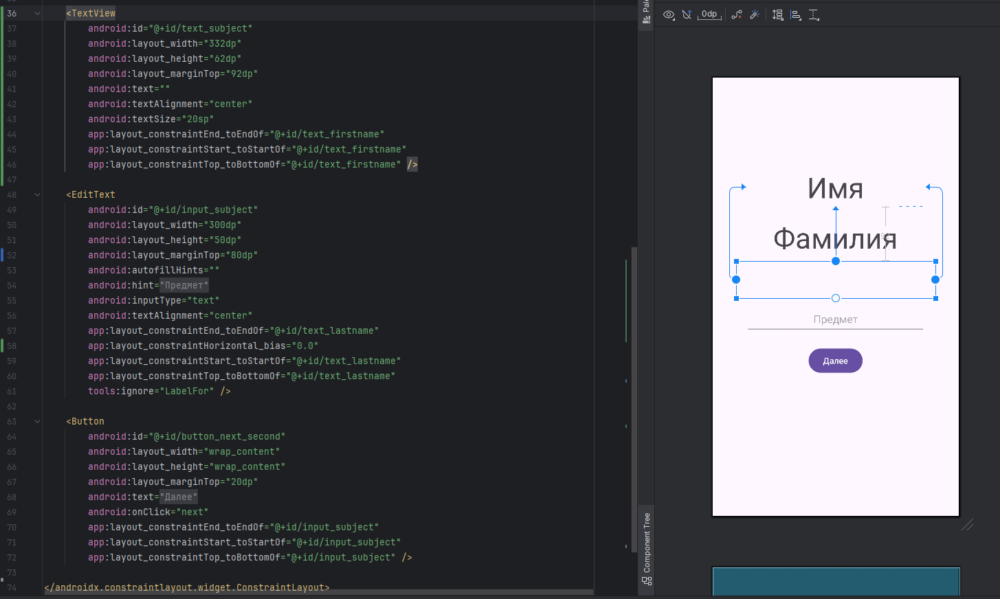 36 <TextView
37 android:id="@+id/text_subject"
38 android:layout_width="332dp"
39 android:layout_height="62dp"
40 android:layout_marginTop="92dp"
41 android:text=""
42 android:textAlignment="center"
43 android:textSize="20sp"
44 app:layout_constraintEnd_toEndOf="@+id/text_firstname"
45 app:layout_constraintStart_toStartOf="@+id/text_firstname"
46 app:layout_constraintTop_toBottomOf="@+id/text_firstname" />
47
48 <EditText
49 android:id="@+id/input_subject"
50 android:layout_width="300dp"
51 android:layout_height="50dp"
52 android:layout_marginTop="80dp"
53 android:autofillHints=""
54 android:hint="Предмет"
55 android:inputType="text"
56 android:textAlignment="center"
57 app:layout_constraintEnd_toEndOf="@+id/text_lastname"
58 app:layout_constraintHorizontal_bias="0.0"
59 app:layout_constraintStart_toStartOf="@+id/text_lastname"
60 app:layout_constraintTop_toBottomOf="@+id/text_lastname"
61 tools:ignore="LabelFor" />
62
63 <Button
64 android:id="@+id/button_next_second"
65 android:layout_width="wrap_content"
66 android:layout_height="wrap_content"
67 android:layout_marginTop="20dp"
68 android:text="Далее"
69 android:onClick="next"
70 app:layout_constraintEnd_toEndOf="@+id/input_subject"
71 app:layout_constraintStart_toStartOf="@+id/input_subject"
72 app:layout_constraintTop_toBottomOf="@+id/input_subject" />
73
74 </androidx.constraintlayout.widget.ConstraintLayout>
Component Tree
0dp
Имя
Фамилия
Предмет
Далее